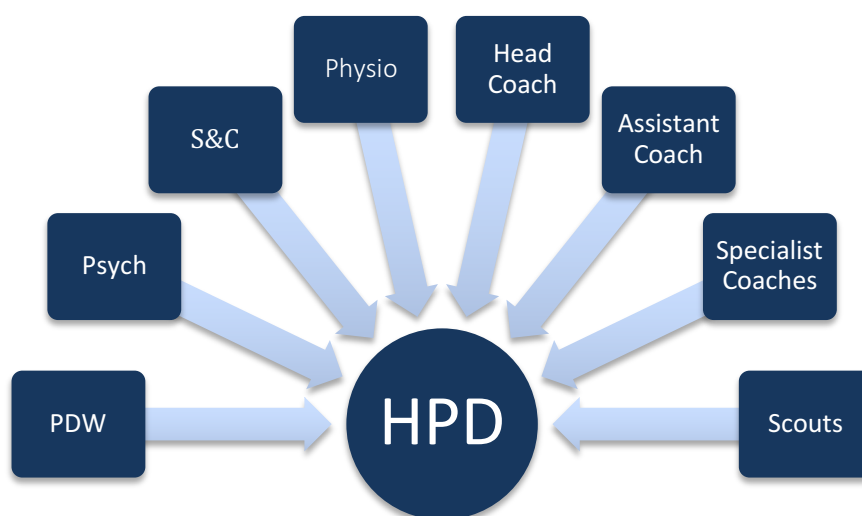 Physio
Head
Coach
S&C
Assistant
Coach
Psych
Specialist
Coaches
PDW
HPD
Scouts